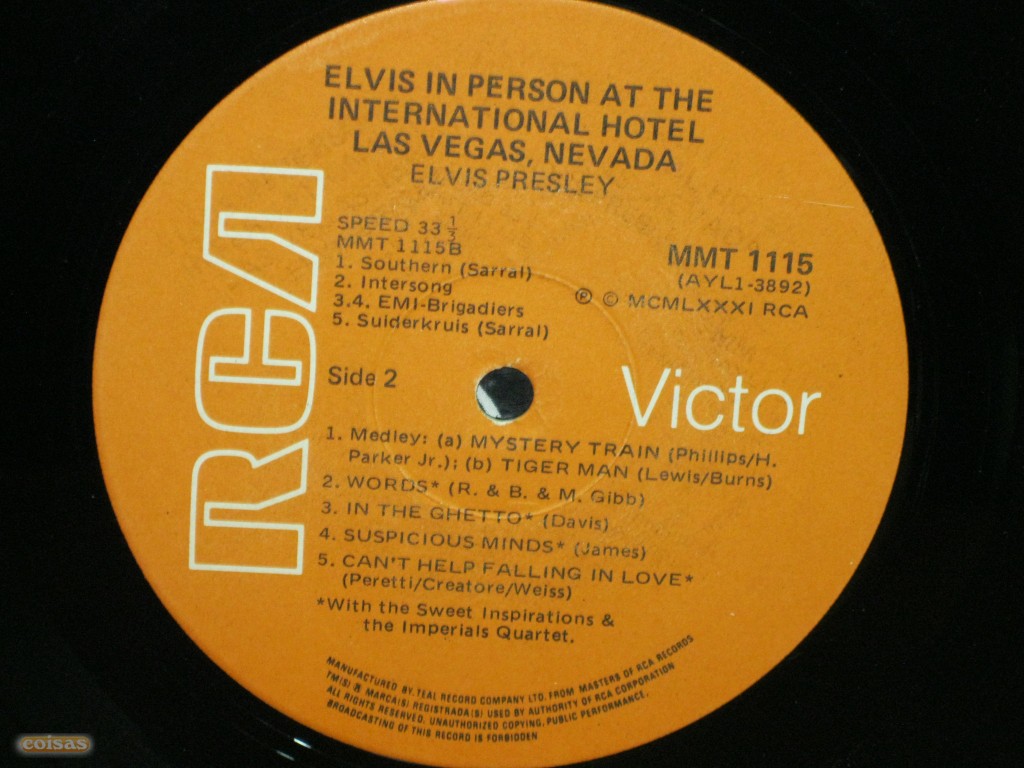 ELVIS IN PERSON AT THE
INTERNATIONAL HOTEL
LAS VEGAS, NEVADA
ELVIS PRESLEY
RCA
SPEED 33 1/3
MMT 1115B
1. Southern (Sarral)
2. Intersong
3.4. EMI-Brigadiers
5. Suiderkruis (Sarral)
MMT 1115
(AYL1-3892)
℗ © MCMLXXXI RCA
Side 2
Victor
1. Medley: (a) MYSTERY TRAIN (Phillips/H.
Parker Jr.); (b) TIGER MAN (Lewis/Burns)
2. WORDS* (R. & B. & M. Gibb)
3. IN THE GHETTO* (Davis)
4. SUSPICIOUS MINDS* (James)
5. CAN'T HELP FALLING IN LOVE*
(Peretti/Creatore/Weiss)
*With the Sweet Inspirations &
the Imperials Quartet.
MANUFACTURED BY TEAL RECORD COMPANY LTD. FROM MASTERS OF RCA RECORDS
TM(S) ® MARCA(S) REGISTRADA(S) USED BY AUTHORITY OF RCA CORPORATION
ALL RIGHTS RESERVED. UNAUTHORIZED COPYING, PUBLIC PERFORMANCE,
BROADCASTING OF THIS RECORD IS FORBIDDEN
coisas